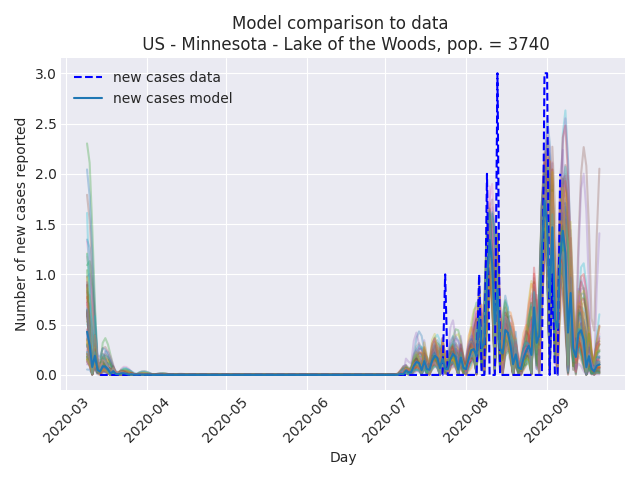 Model comparison to data
US - Minnesota - Lake of the Woods, pop. = 3740
new cases data
new cases model
Number of new cases reported
3.0
2.5
2.0
1.5
1.0
0.5
0.0
2020-03
2020-04
2020-05
2020-06
2020-07
2020-08
2020-09
Day